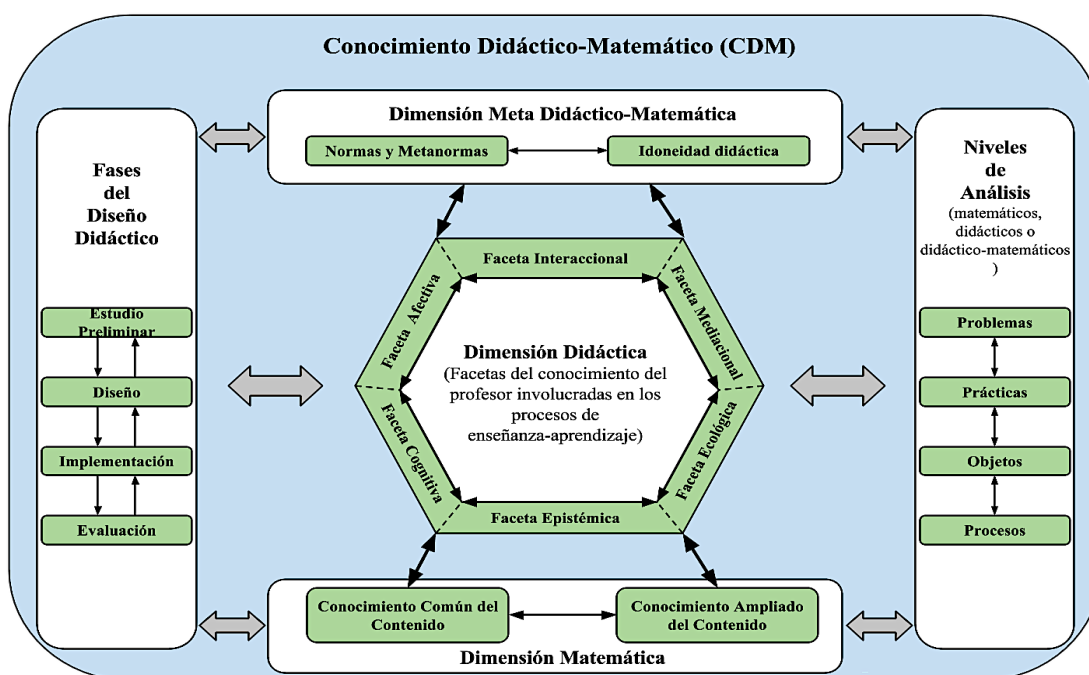 Conocimiento Didáctico-Matemático (CDM)
Dimensión Meta Didáctico-Matemática
Normas y Metanormas
Idoneidad didáctica
Fases
del
Diseño
Didáctico
Estudio
Preliminar
Diseño
Implementación
Evaluación
Faceta Interaccional
Faceta Afectiva
Faceta Mediacional
Dimensión Didáctica
(Facetas del conocimiento del
profesor involucradas en los
procesos de
enseñanza-aprendizaje)
Faceta Cognitiva
Faceta Ecológica
Faceta Epistémica
Niveles
de
Análisis
(matemáticos,
didácticos o
didáctico-matemáticos
)
Problemas
Prácticas
Objetos
Procesos
Conocimiento Común del
Contenido
Conocimiento Ampliado
del Contenido
Dimensión Matemática